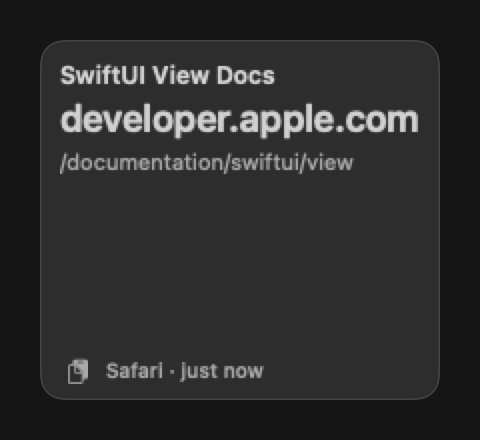 SwiftUI View Docs
developer.apple.com
/documentation/swiftui/view
Safari · just now